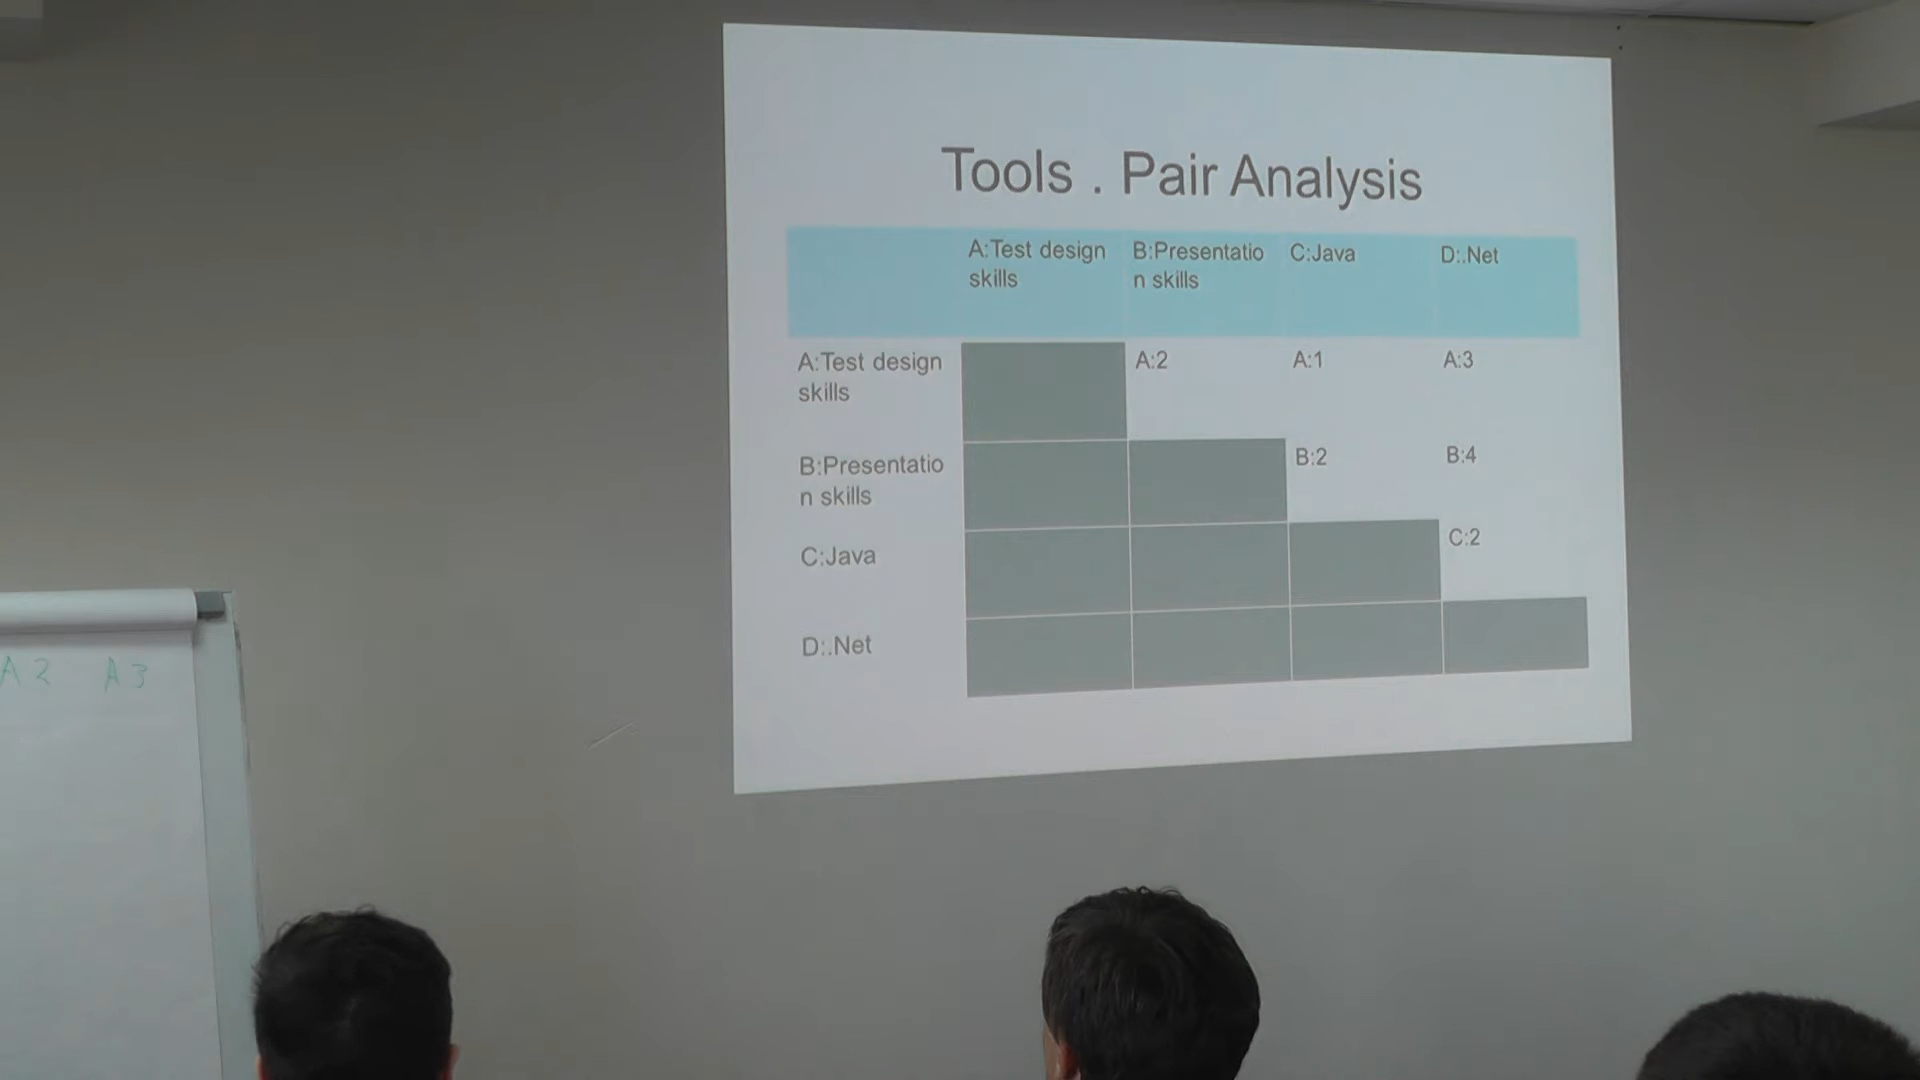 Tools . Pair Analysis
A:Test design
skills
B:Presentatio
n skills
C:Java
D:.Net
A:Test design
skills
A:2
A:1
A:3
B:Presentatio
n skills
B:2
B:4
C:Java
C:2
D:.Net
A2 A3